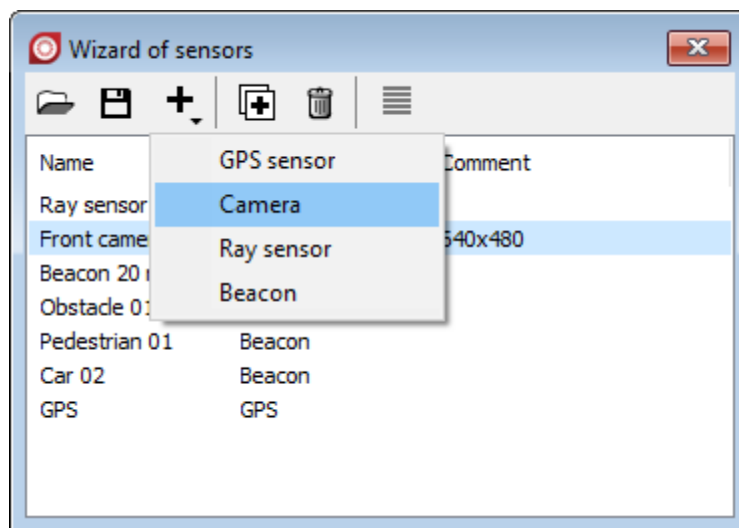 Wizard of sensors
Name GPS sensor Comment
Ray sensor Camera
Front came 640x480
Ray sensor
Beacon 20
Beacon
Obstacle 01
Pedestrian 01 Beacon
Car 02 Beacon
GPS GPS